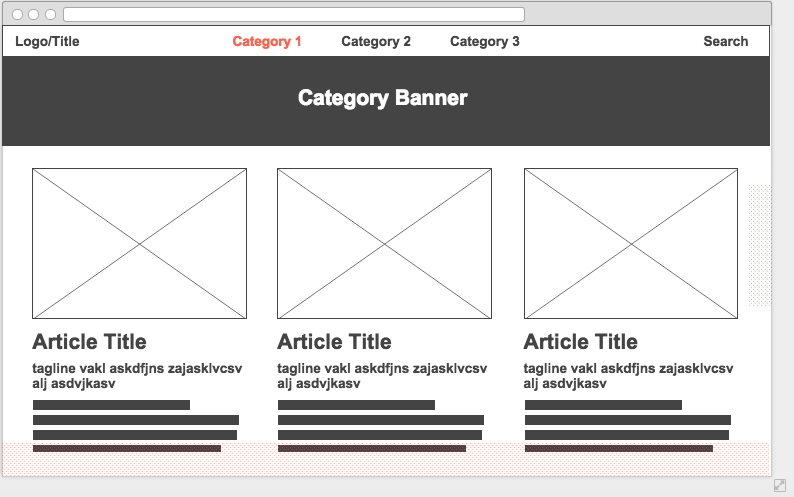 Logo/Title Category 1 Category 2 Category 3 Search
Category Banner
Article Title Article Title Article Title
tagline vakl askdfjns zajasklvcsv tagline vakl askdfjns zajasklvcsv tagline vakl askdfjns zajasklvcsv
alj asdvjkasv alj asdvjkasv alj asdvjkasv